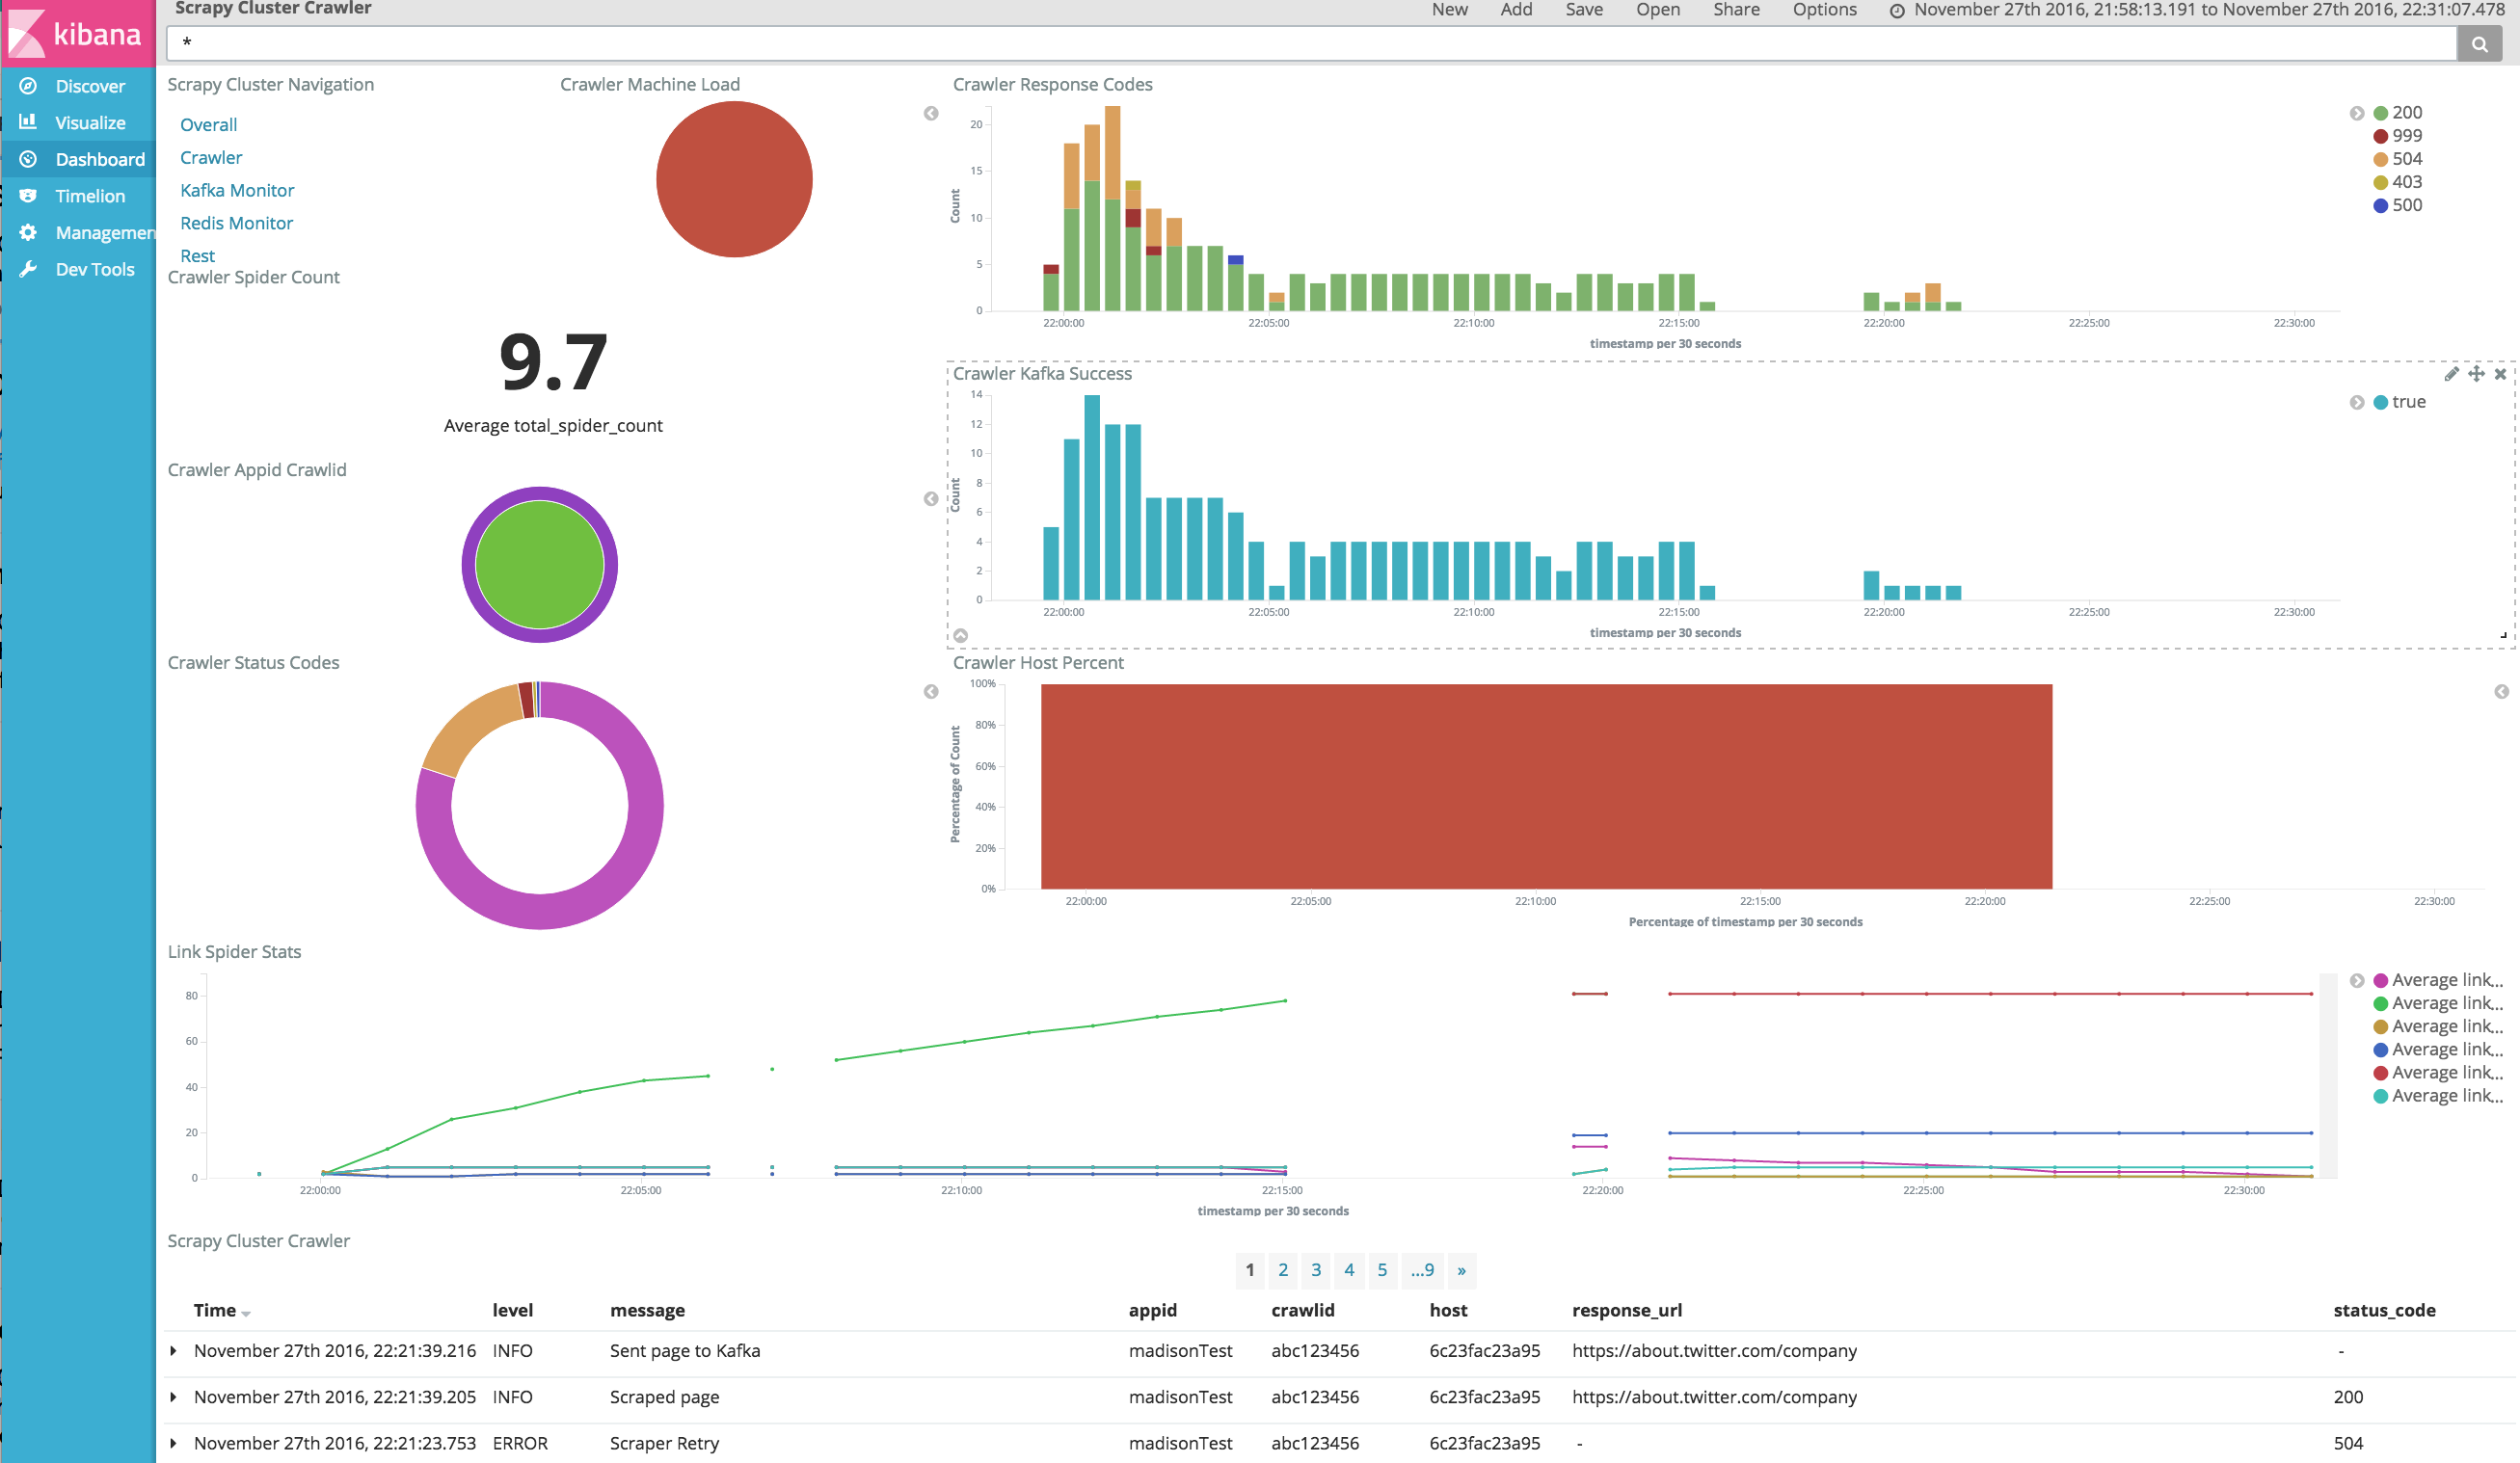 Scrapy Cluster Crawler
New Add Save Open Share Options November 27th 2016, 21:58:13.191 to November 27th 2016, 22:31:07.478
kibana
*
Discover
Visualize
Dashboard
Timelion
Managemen
Dev Tools
Scrapy Cluster Navigation
Overall
Crawler
Kafka Monitor
Redis Monitor
Rest
Crawler Machine Load
Crawler Response Codes
20
15
10
5
0
Count
22:00:00 22:05:00 22:10:00 22:15:00 22:20:00 22:25:00 22:30:00
timestamp per 30 seconds
200
999
504
403
500
Crawler Spider Count
9.7
Average total_spider_count
Crawler Kafka Success
14
12
10
8
6
4
2
0
Count
22:00:00 22:05:00 22:10:00 22:15:00 22:20:00 22:25:00 22:30:00
timestamp per 30 seconds
true
Crawler Appid Crawlid
Crawler Status Codes
Crawler Host Percent
100%
80%
60%
40%
20%
0%
Percentage of Count
22:00:00 22:05:00 22:10:00 22:15:00 22:20:00 22:25:00 22:30:00
Percentage of timestamp per 30 seconds
Link Spider Stats
80
60
40
20
0
22:00:00 22:05:00 22:10:00 22:15:00 22:20:00 22:25:00 22:30:00
timestamp per 30 seconds
Average link...
Average link...
Average link...
Average link...
Average link...
Average link...
Scrapy Cluster Crawler
1 2 3 4 5 ...9 »
Time level message appid crawlid host response_url status_code
November 27th 2016, 22:21:39.216 INFO Sent page to Kafka madisonTest abc123456 6c23fac23a95 https://about.twitter.com/company -
November 27th 2016, 22:21:39.205 INFO Scraped page madisonTest abc123456 6c23fac23a95 https://about.twitter.com/company 200
November 27th 2016, 22:21:23.753 ERROR Scraper Retry madisonTest abc123456 6c23fac23a95 - 504